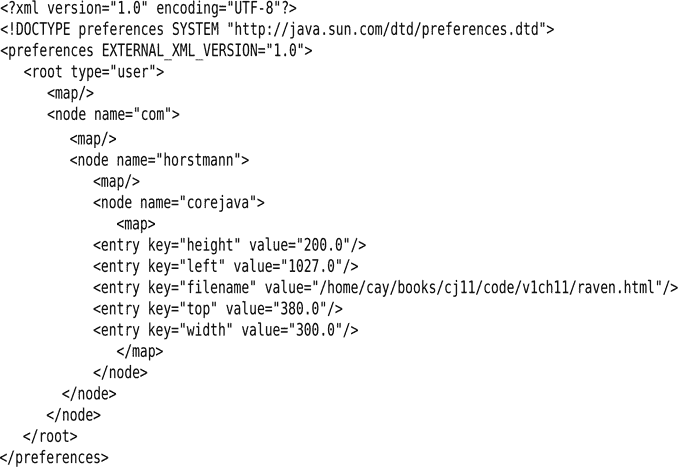 <?xml version="1.0" encoding="UTF-8"?>
<!DOCTYPE preferences SYSTEM "http://java.sun.com/dtd/preferences.dtd">
<preferences EXTERNAL_XML_VERSION="1.0">
<root type="user">
<map/>
<node name="com">
<map/>
<node name="horstmann">
<map/>
<node name="corejava">
<map>
<entry key="height" value="200.0"/>
<entry key="left" value="1027.0"/>
<entry key="filename" value="/home/cay/books/cj11/code/v1ch11/raven.html"/>
<entry key="top" value="380.0"/>
<entry key="width" value="300.0"/>
</map>
</node>
</node>
</node>
</root>
</preferences>